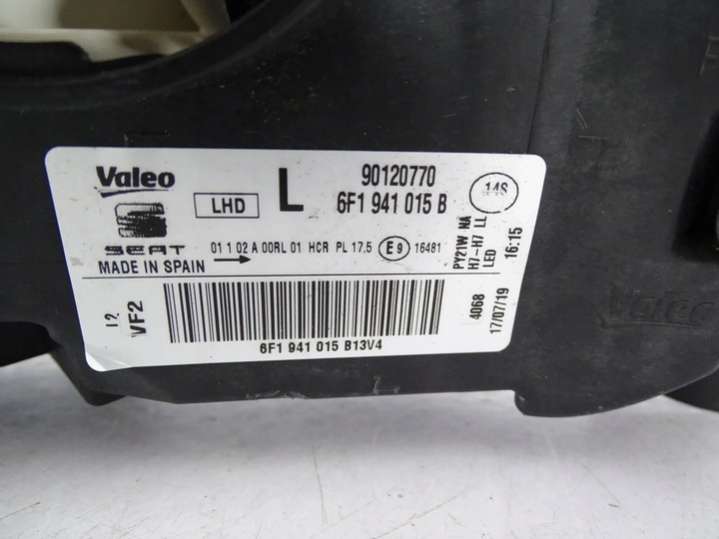 Valeo
LHD
L
90120770
6F1 941 015 B
14S
SEAT
01 1 02 A 00RL 01 HCR PL 17.5
E9
16481
MADE IN SPAIN
PY21W NA
H7-H7 LL
LED
16:15
12
VF2
4068
17/07/19
6F1 941 015 B13V4
Valeo